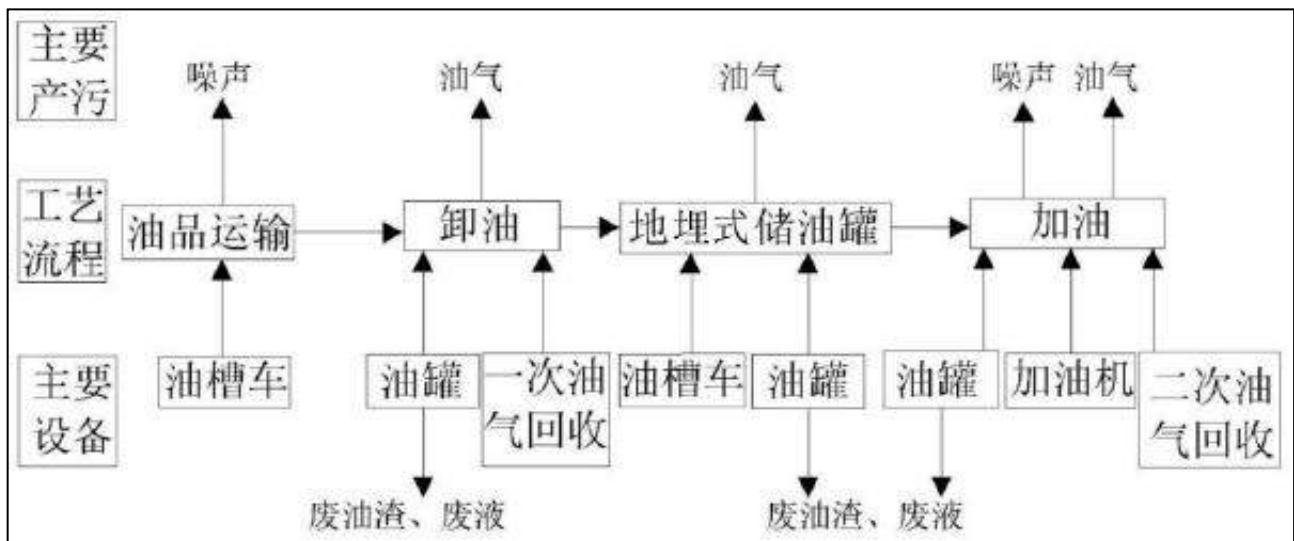 主要
产污
噪声
油气
油气
噪声 油气
工艺
流程
油品运输
卸油
地埋式储油罐
加油
主要
设备
油槽车
油罐
一次油
气回收
油槽车
油罐
油罐
加油机
二次油
气回收
废油渣、废液
废油渣、废液